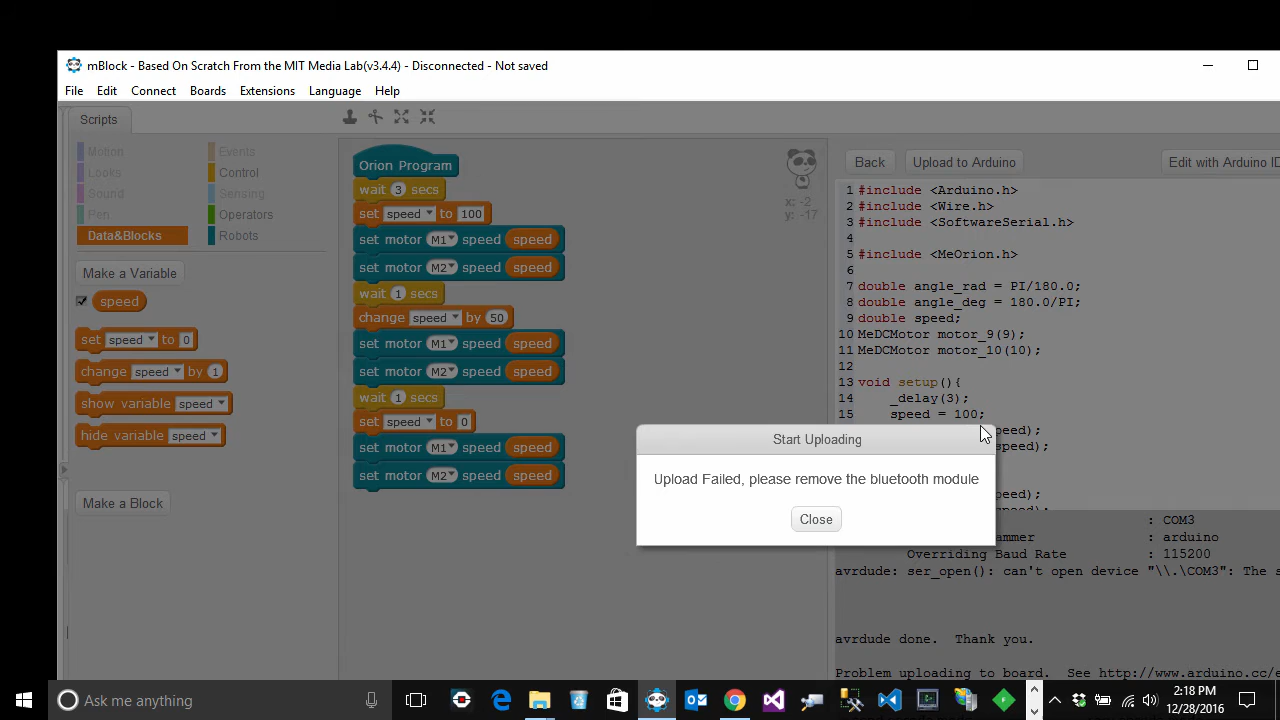 mBlock - Based On Scratch From the MIT Media Lab(v3.4.4) - Disconnected - Not saved
File Edit Connect Boards Extensions Language Help
Scripts
Motion Events
Looks Control
Sound Sensing
Pen Operators
Data&Blocks Robots
Make a Variable
speed
set speed to 0
change speed by 1
show variable speed
hide variable speed
Make a Block
Orion Program
wait 3 secs
set speed to 100
set motor M1 speed speed
set motor M2 speed speed
wait 1 secs
change speed by 50
set motor M1 speed speed
set motor M2 speed speed
wait 1 secs
set speed to 0
set motor M1 speed speed
set motor M2 speed speed
x: -2
y: -17
Back Upload to Arduino Edit with Arduino ID
1 #include <Arduino.h>
2 #include <Wire.h>
3 #include <SoftwareSerial.h>
4
5 #include <MeOrion.h>
6
7 double angle_rad = PI/180.0;
8 double angle_deg = 180.0/PI;
9 double speed;
10 MeDCMotor motor_9(9);
11 MeDCMotor motor_10(10);
12
13 void setup(){
14 _delay(3);
15 speed = 100;
peed);
peed);
peed);
peed);
Start Uploading
Upload Failed, please remove the bluetooth module
Close
: COM3
ammer : arduino
Overriding Baud Rate : 115200
avrdude: ser_open(): can't open device "\\.\COM3": The s
avrdude done. Thank you.
Problem uploading to board. See http://www.arduino.cc/e
Ask me anything
2:18 PM
12/28/2016